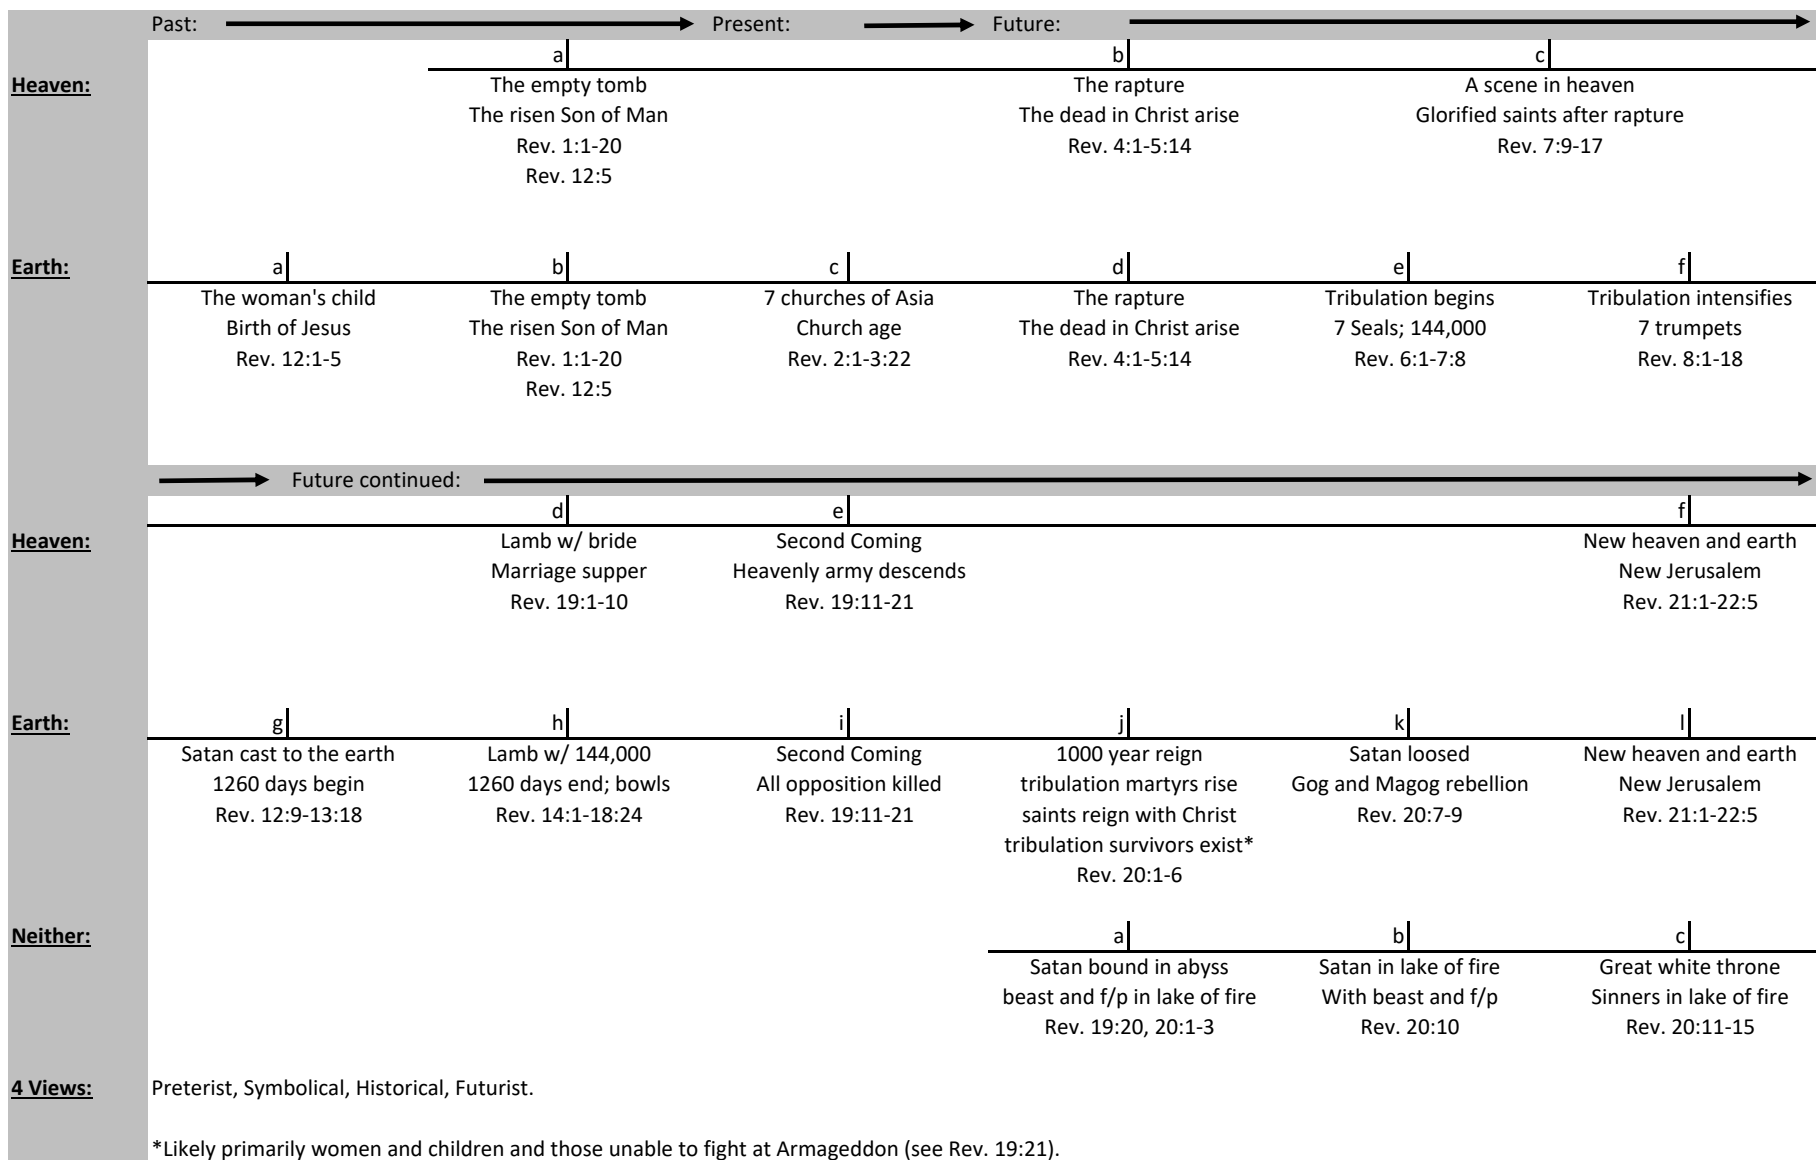 Past: Present: Future:
a b c
Heaven: The empty tomb The rapture A scene in heaven
The risen Son of Man The dead in Christ arise Glorified saints after rapture
Rev. 1:1-20 Rev. 4:1-5:14 Rev. 7:9-17
Rev. 12:5
Earth: a b c d e f
The woman's child The empty tomb 7 churches of Asia The rapture Tribulation begins Tribulation intensifies
Birth of Jesus The risen Son of Man Church age The dead in Christ arise 7 Seals; 144,000 7 trumpets
Rev. 12:1-5 Rev. 1:1-20 Rev. 2:1-3:22 Rev. 4:1-5:14 Rev. 6:1-7:8 Rev. 8:1-18
Rev. 12:5
Future continued:
d e f
Heaven: Lamb w/ bride Second Coming New heaven and earth
Marriage supper Heavenly army descends New Jerusalem
Rev. 19:1-10 Rev. 19:11-21 Rev. 21:1-22:5
Earth: g h i j k l
Satan cast to the earth Lamb w/ 144,000 Second Coming 1000 year reign Satan loosed New heaven and earth
1260 days begin 1260 days end; bowls All opposition killed tribulation martyrs rise Gog and Magog rebellion New Jerusalem
Rev. 12:9-13:18 Rev. 14:1-18:24 Rev. 19:11-21 saints reign with Christ Rev. 20:7-9 Rev. 21:1-22:5
tribulation survivors exist*
Rev. 20:1-6
Neither: a b c
Satan bound in abyss Satan in lake of fire Great white throne
beast and f/p in lake of fire With beast and f/p Sinners in lake of fire
Rev. 19:20, 20:1-3 Rev. 20:10 Rev. 20:11-15
4 Views: Preterist, Symbolical, Historical, Futurist.
*Likely primarily women and children and those unable to fight at Armageddon (see Rev. 19:21).